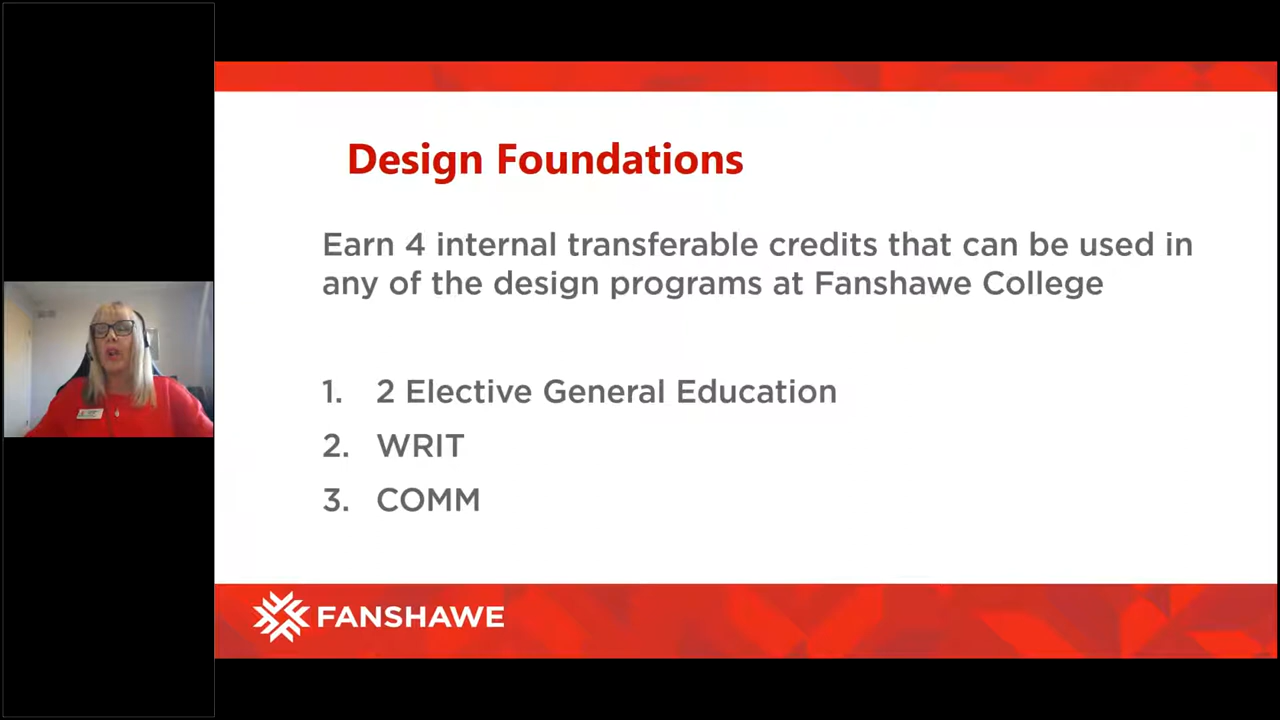 Design Foundations
Earn 4 internal transferable credits that can be used in
any of the design programs at Fanshawe College
1. 2 Elective General Education
2. WRIT
3. COMM
FANSHAWE